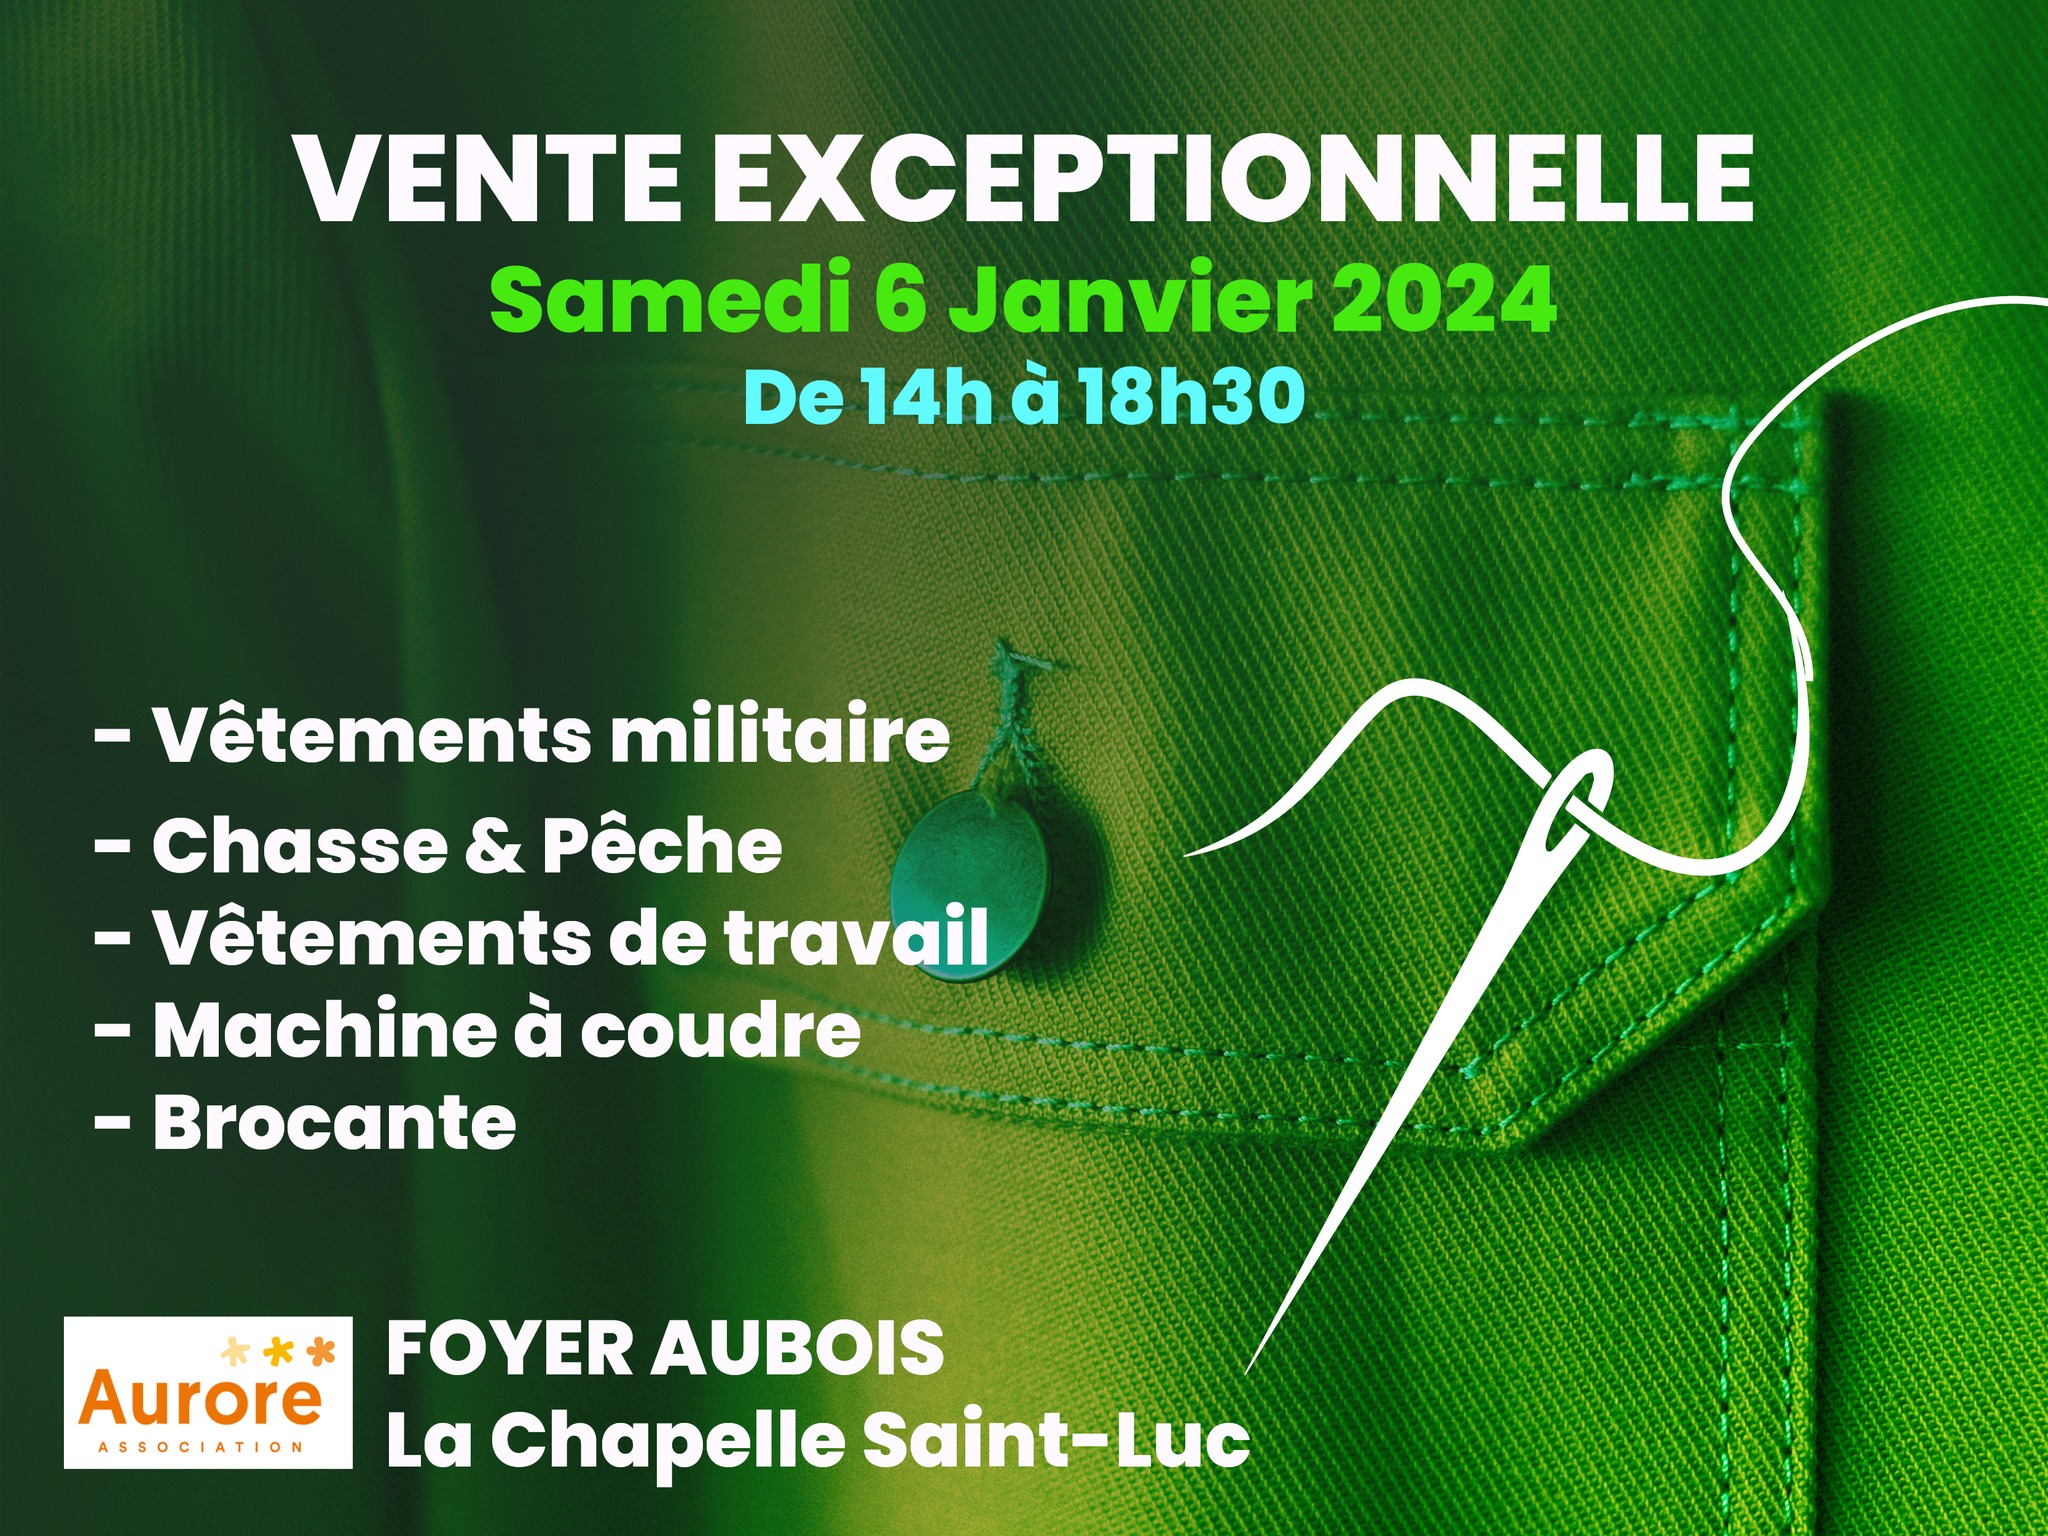 VENTE EXCEPTIONNELLE
Samedi 6 Janvier 2024
De 14h à 18h30
- Vêtements militaire
- Chasse & Pêche
- Vêtements de travail
- Machine à coudre
- Brocante
Aurore
ASSOCIATION
FOYER AUBOIS
La Chapelle Saint-Luc